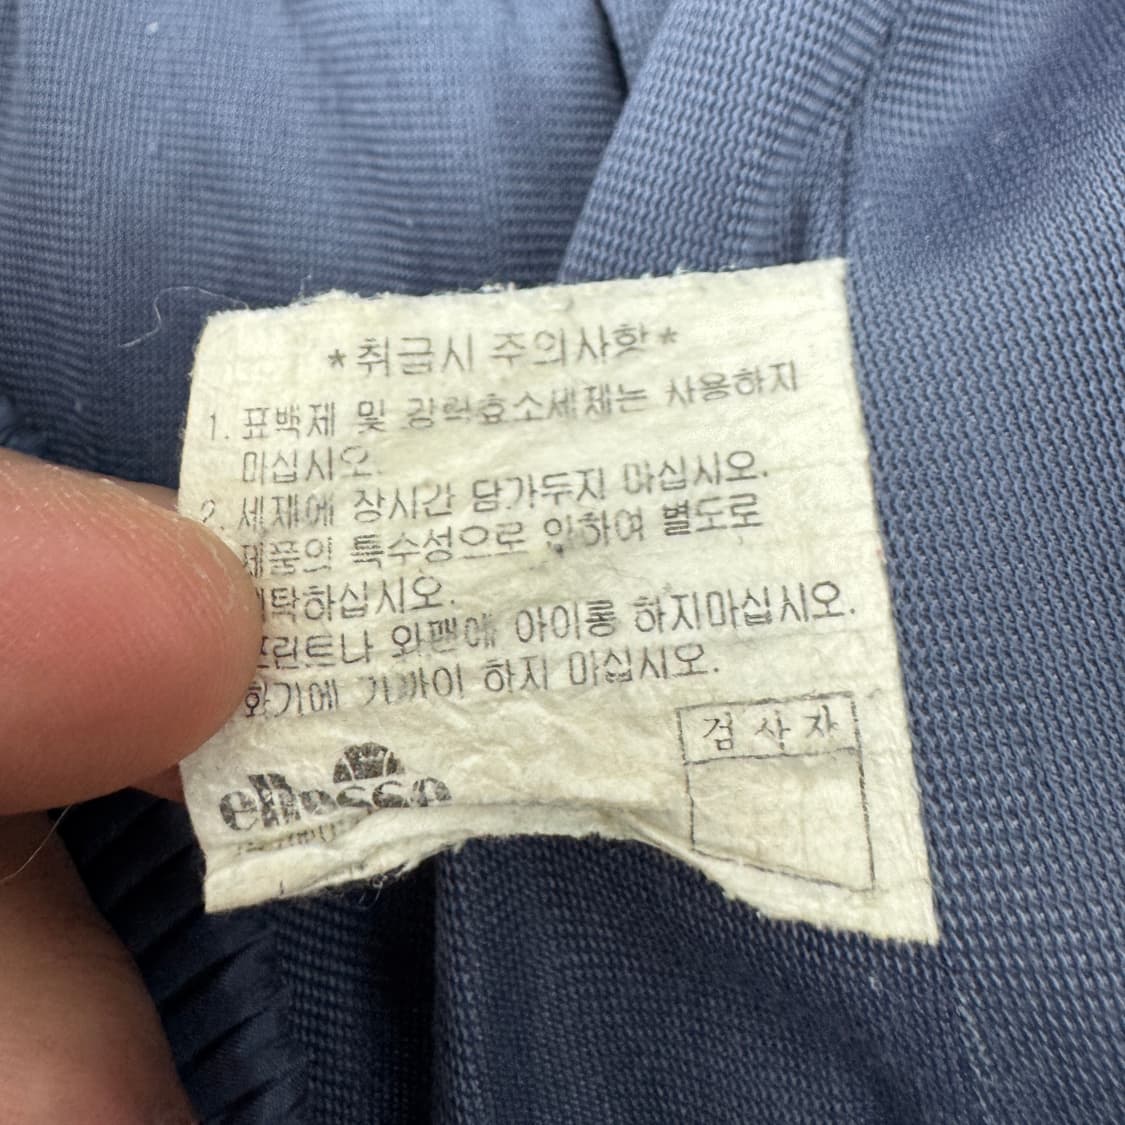 *취급시 주의사항*
1. 표백제 및 강력효소세제는 사용하지
마십시오.
2. 세제에 장시간 담가두지 마십시오.
제품의 특수성으로 인하여 별도로
세탁하십시오.
프린트나 와펜에 아이롱 하지마십시오.
화기에 가까이 하지 마십시오.
검사자
ellesse